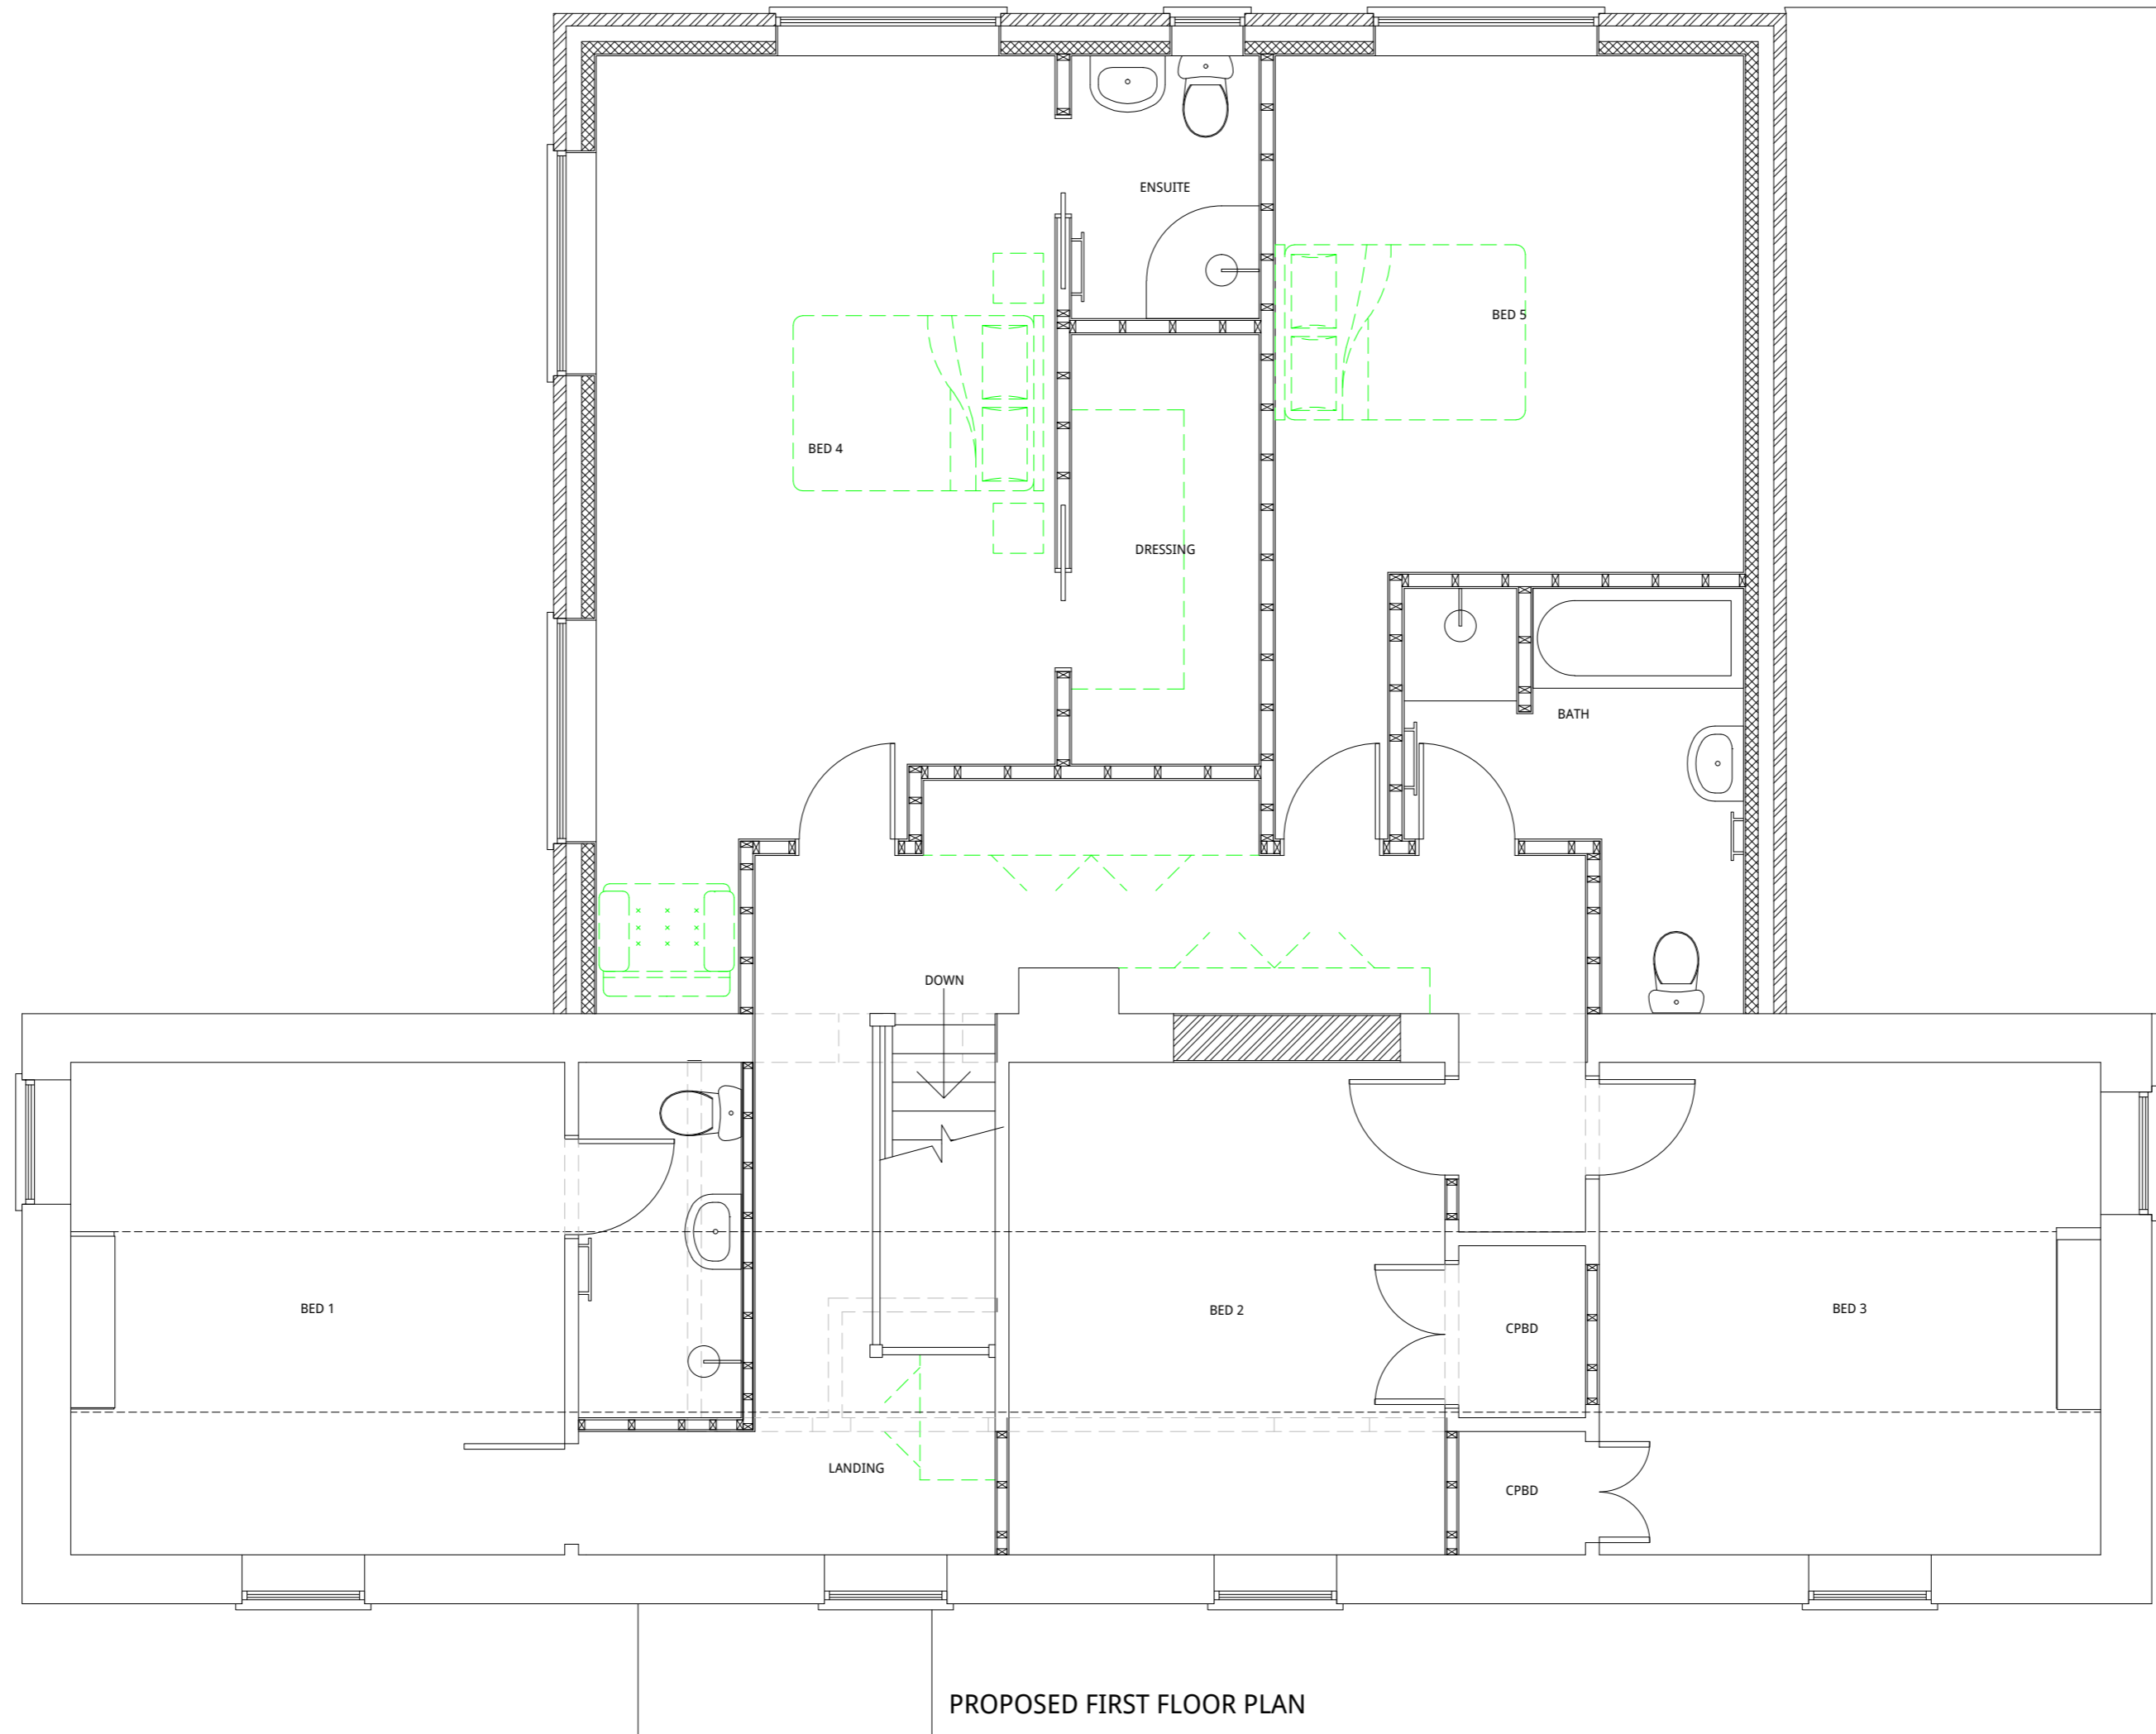 ENSUITE
BED 5
BED 4
DRESSING
BATH
DOWN
BED 1
BED 2
BED 3
CPBD
LANDING
CPBD
PROPOSED FIRST FLOOR PLAN